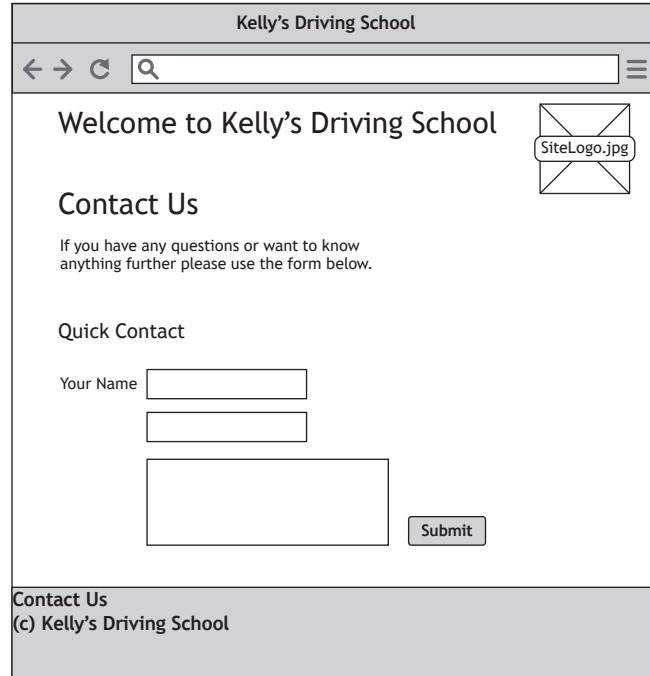 Kelly’s Driving School
Welcome to Kelly’s Driving School
SiteLogo.jpg
Contact Us
If you have any questions or want to know
anything further please use the form below.
Quick Contact
Your Name
Submit
Contact Us
(c) Kelly’s Driving School